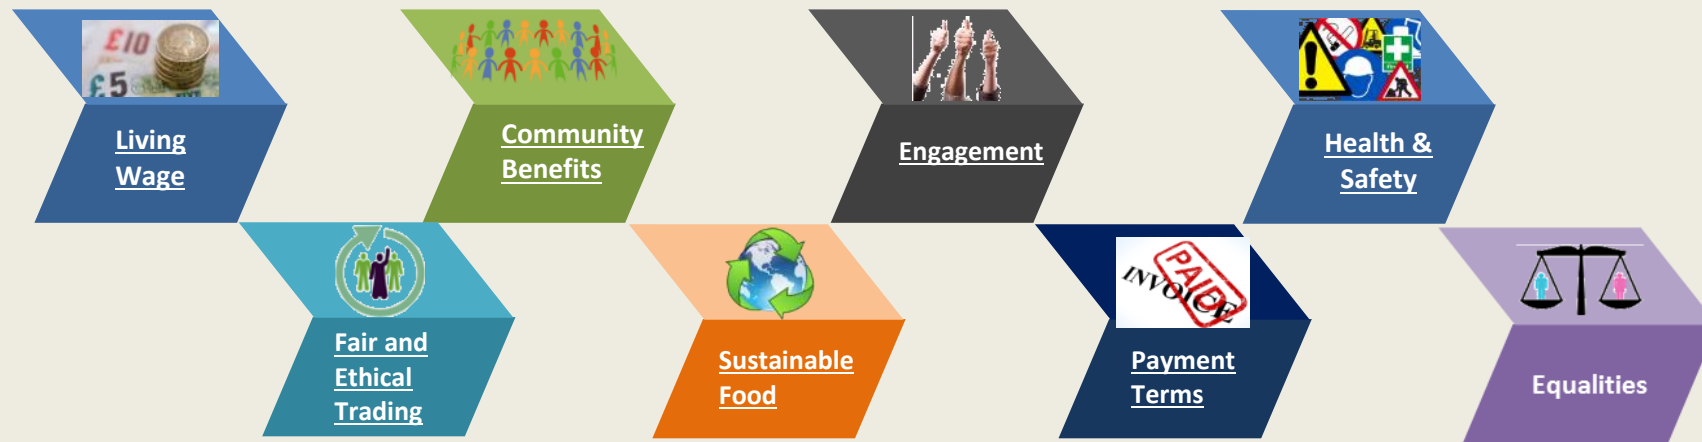 £10
£5
Living
Wage
Community
Benefits
Engagement
Health &
Safety
Fair and
Ethical
Trading
Sustainable
Food
INVOICE
PAID
Payment
Terms
Equalities